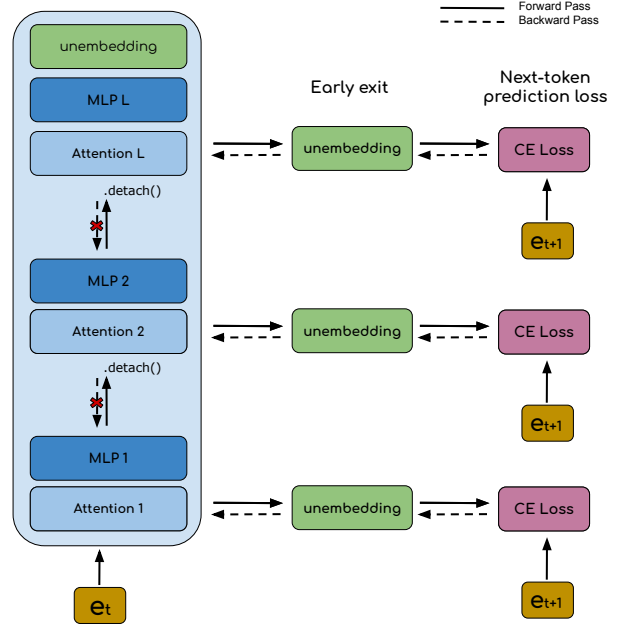 Forward Pass
Backward Pass
unembedding
MLP L
Attention L
.detach()
MLP 2
Attention 2
.detach()
MLP 1
Attention 1
et
Early exit
unembedding
unembedding
unembedding
Next-token
prediction loss
CE Loss
et+1
CE Loss
et+1
CE Loss
et+1